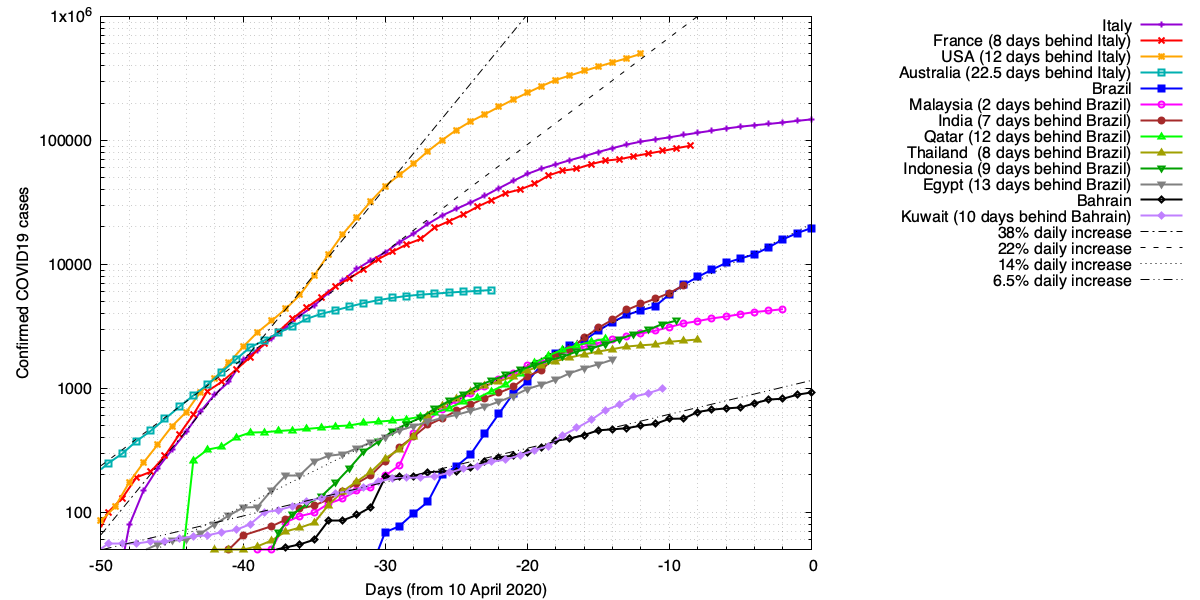 1x10⁶
100000
10000
1000
100
Confirmed COVID19 cases
-50
-40
-30
-20
-10
0
Days (from 10 April 2020)
Italy
France (8 days behind Italy)
USA (12 days behind Italy)
Australia (22.5 days behind Italy)
Brazil
Malaysia (2 days behind Brazil)
India (7 days behind Brazil)
Qatar (12 days behind Brazil)
Thailand  (8 days behind Brazil)
Indonesia (9 days behind Brazil)
Egypt (13 days behind Brazil)
Bahrain
Kuwait (10 days behind Bahrain)
38% daily increase
22% daily increase
14% daily increase
6.5% daily increase